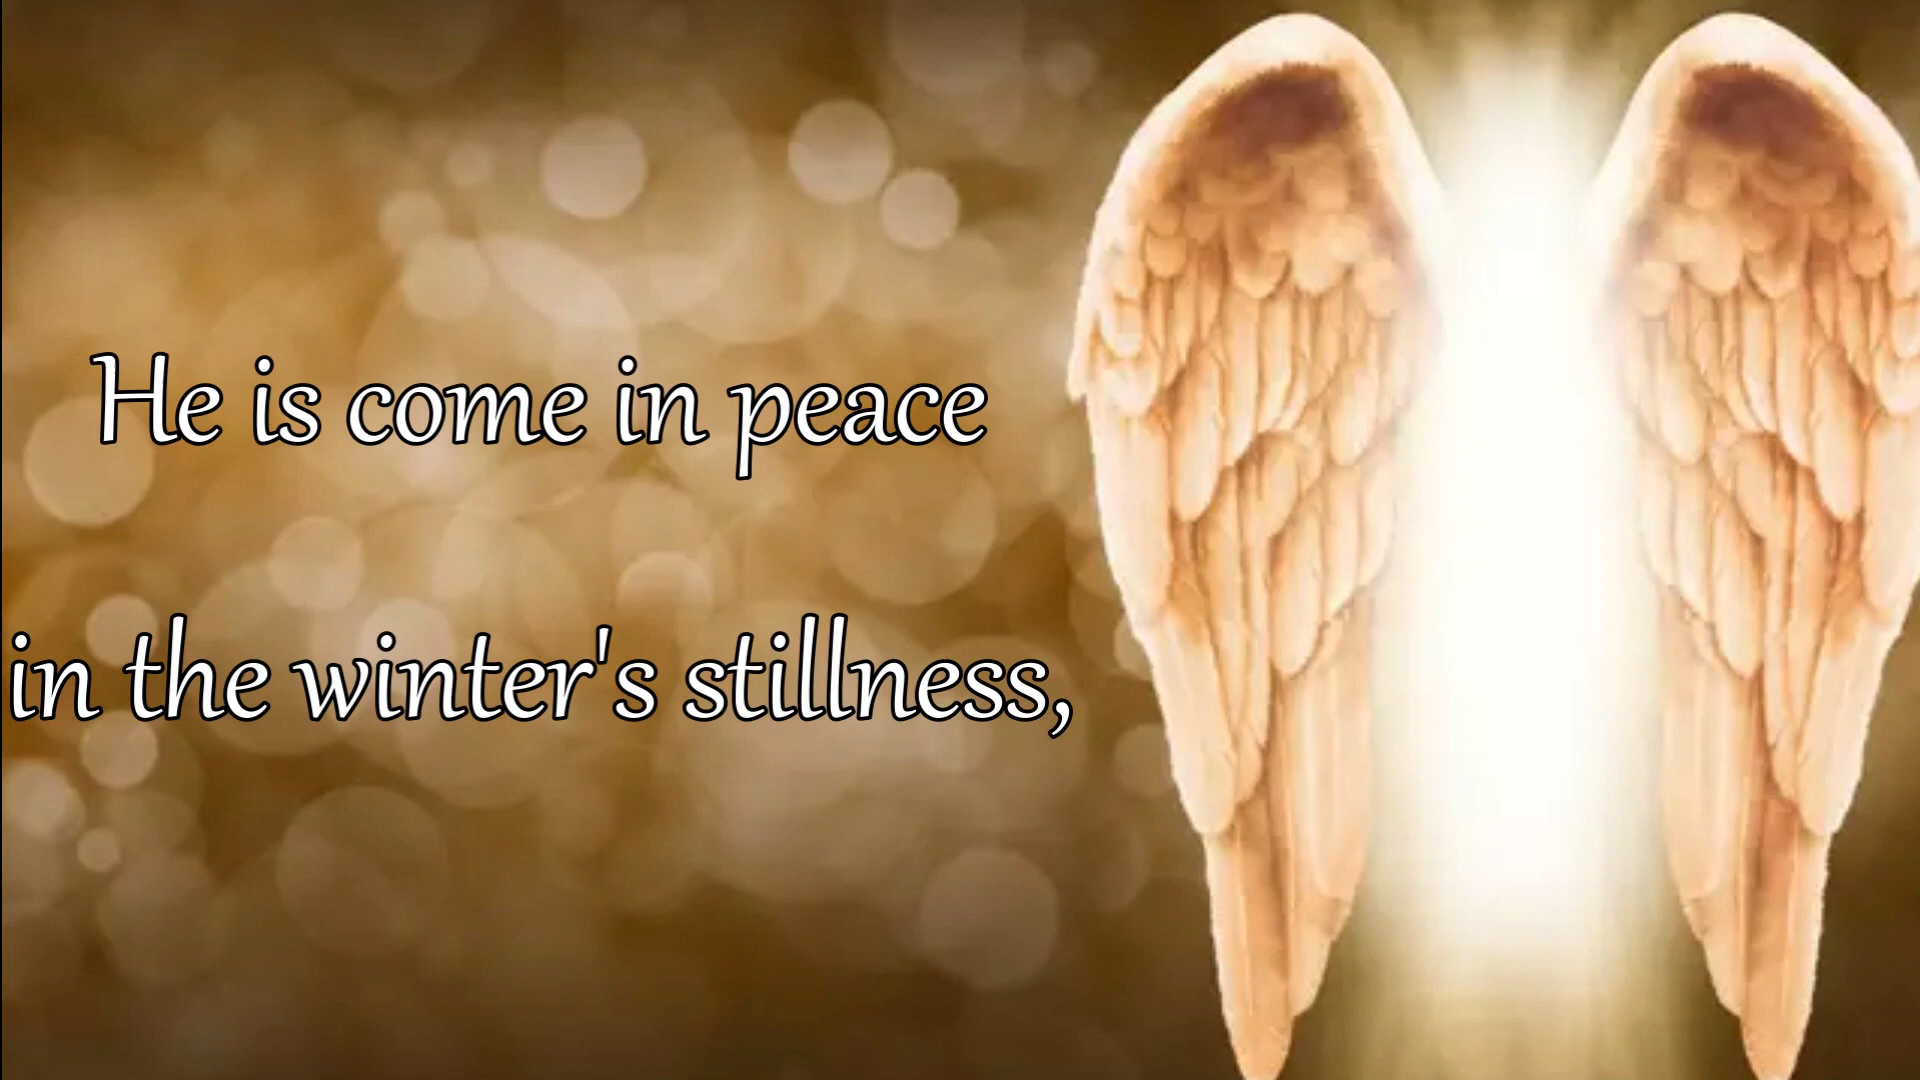 He is come in peace
in the winter's stillness,